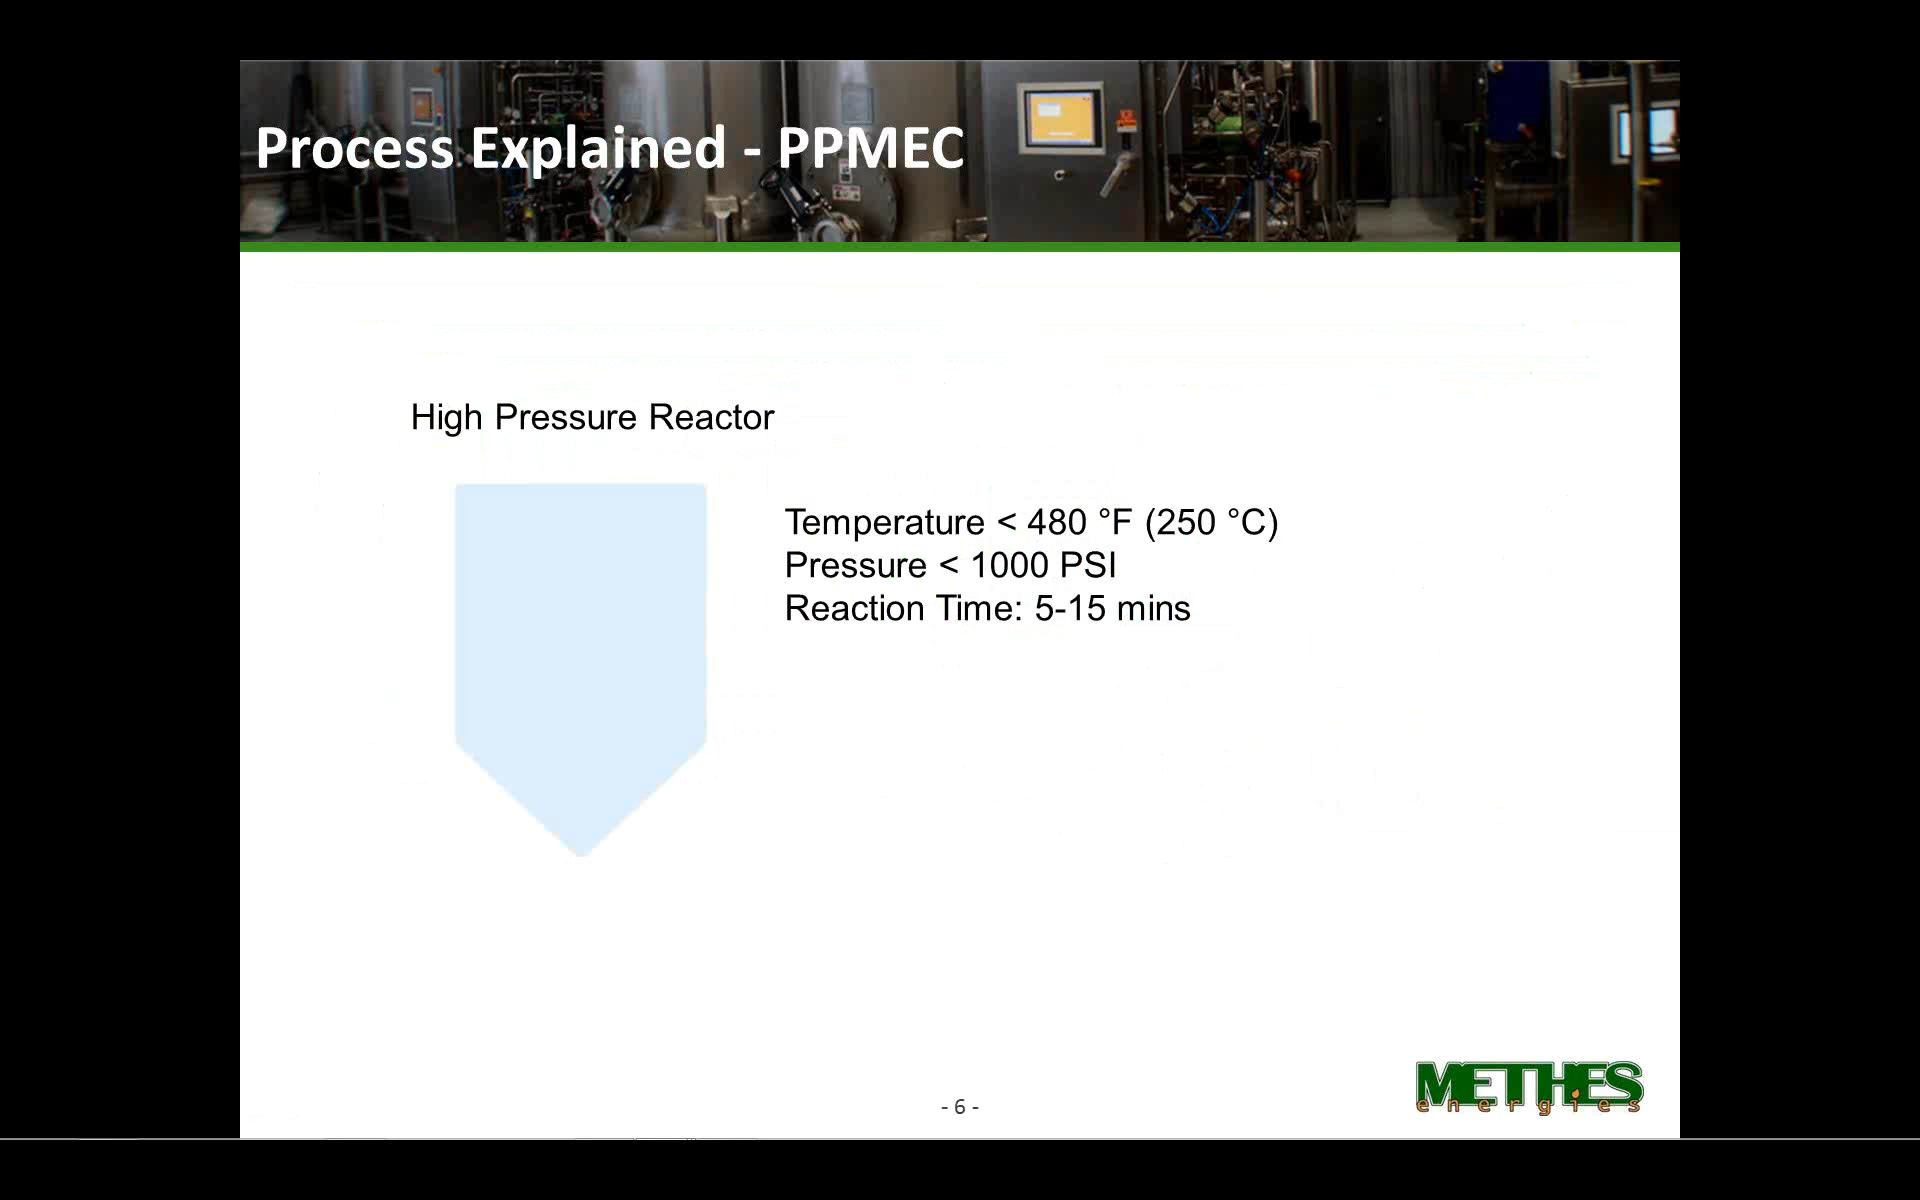 Process Explained - PPMEC
High Pressure Reactor
Temperature < 480 °F (250 °C)
Pressure < 1000 PSI
Reaction Time: 5-15 mins
- 6 -
METHES
energies